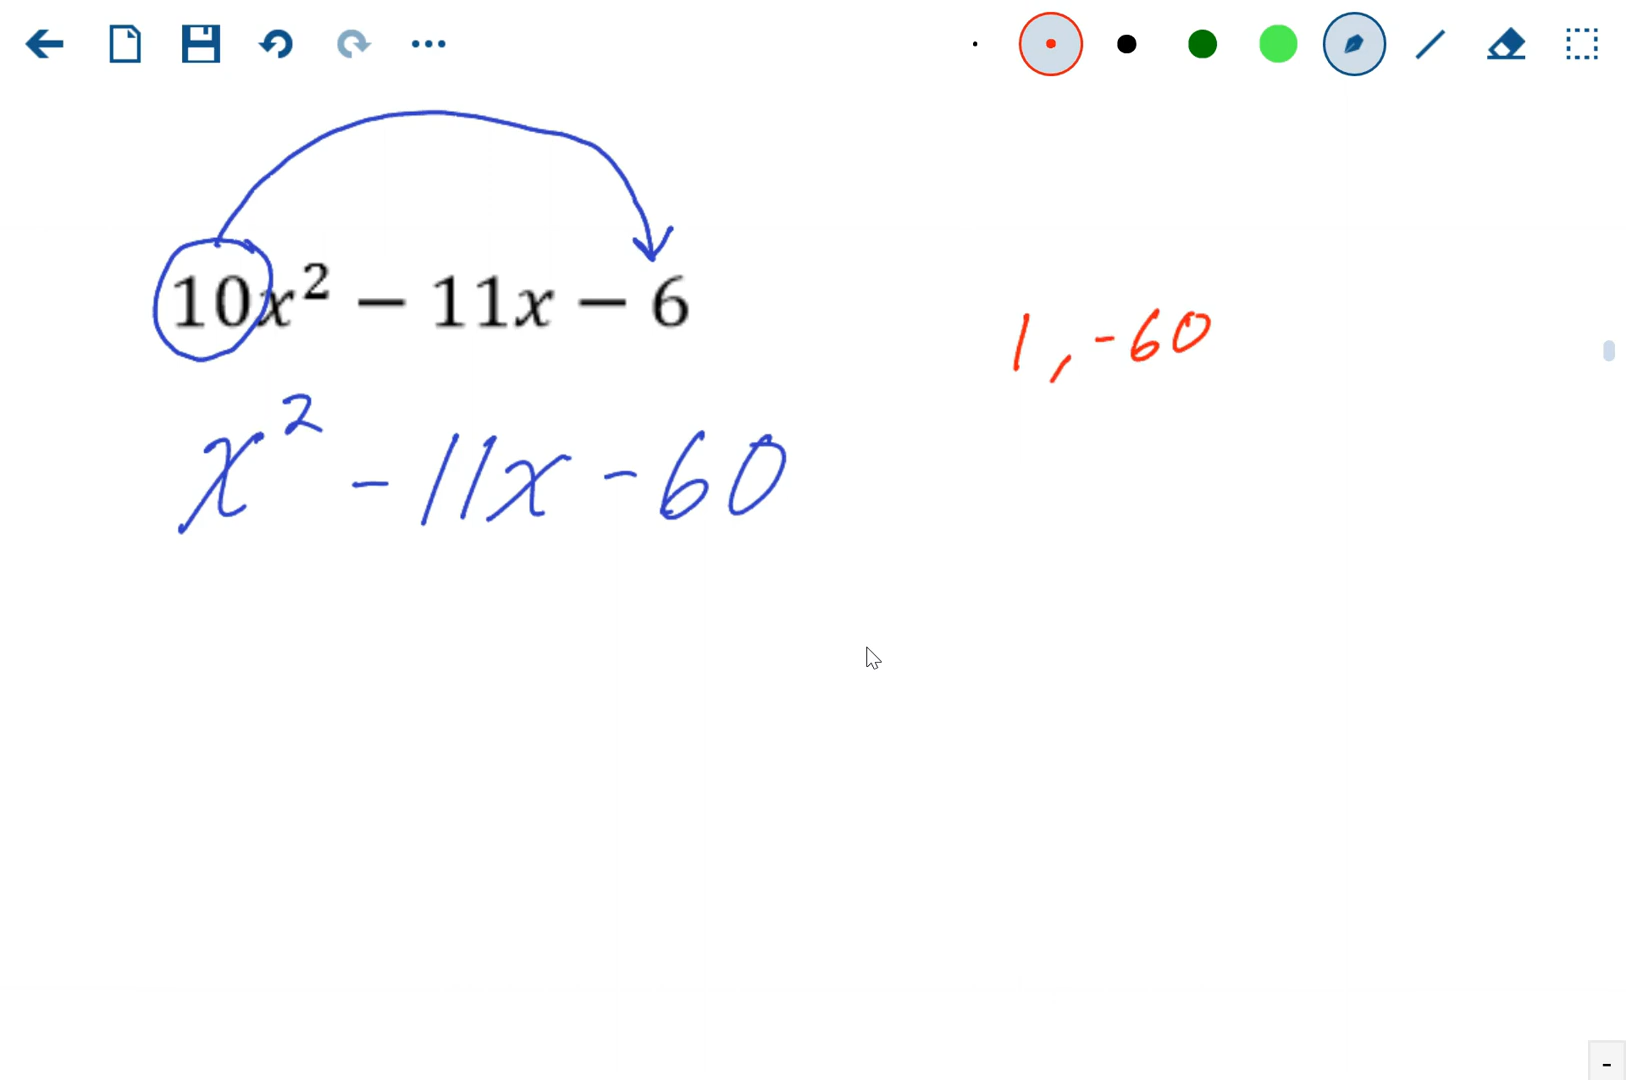 10x² − 11x − 6
1, -60
x² - 11x - 60